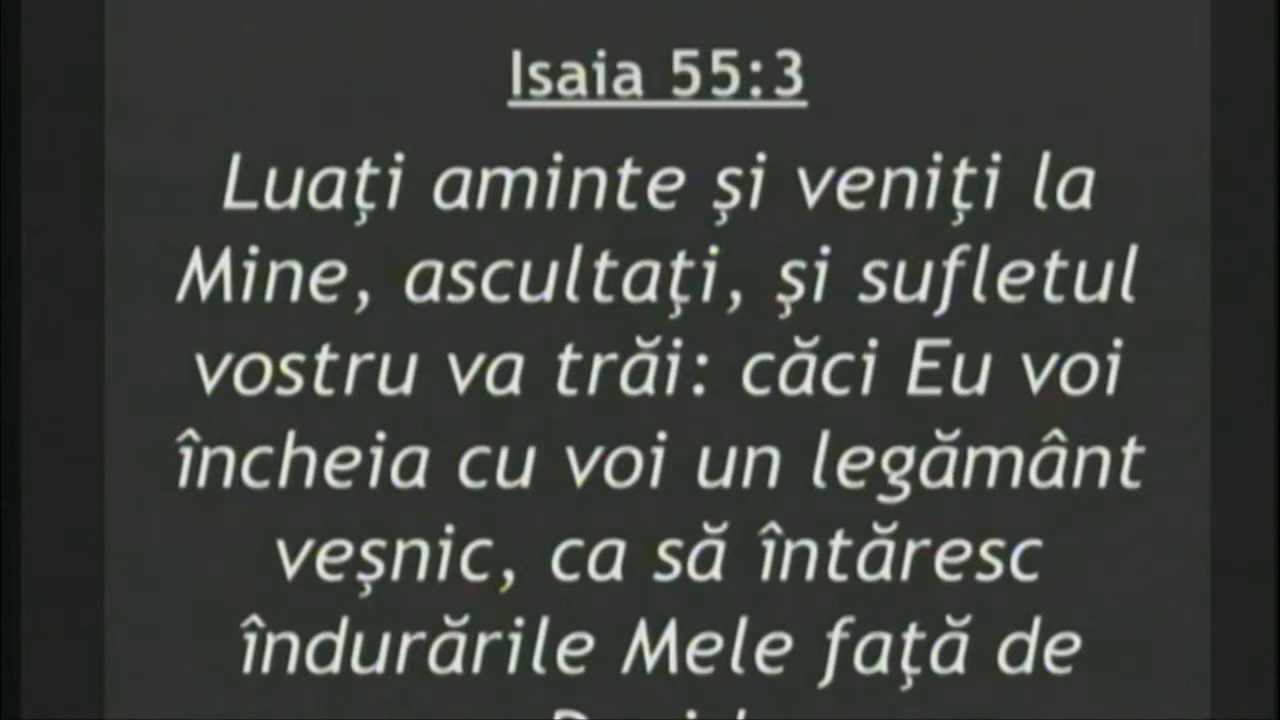 Isaia 55:3
Luaţi aminte şi veniţi la
Mine, ascultaţi, şi sufletul
vostru va trăi: căci Eu voi
încheia cu voi un legământ
veşnic, ca să întăresc
îndurările Mele faţă de